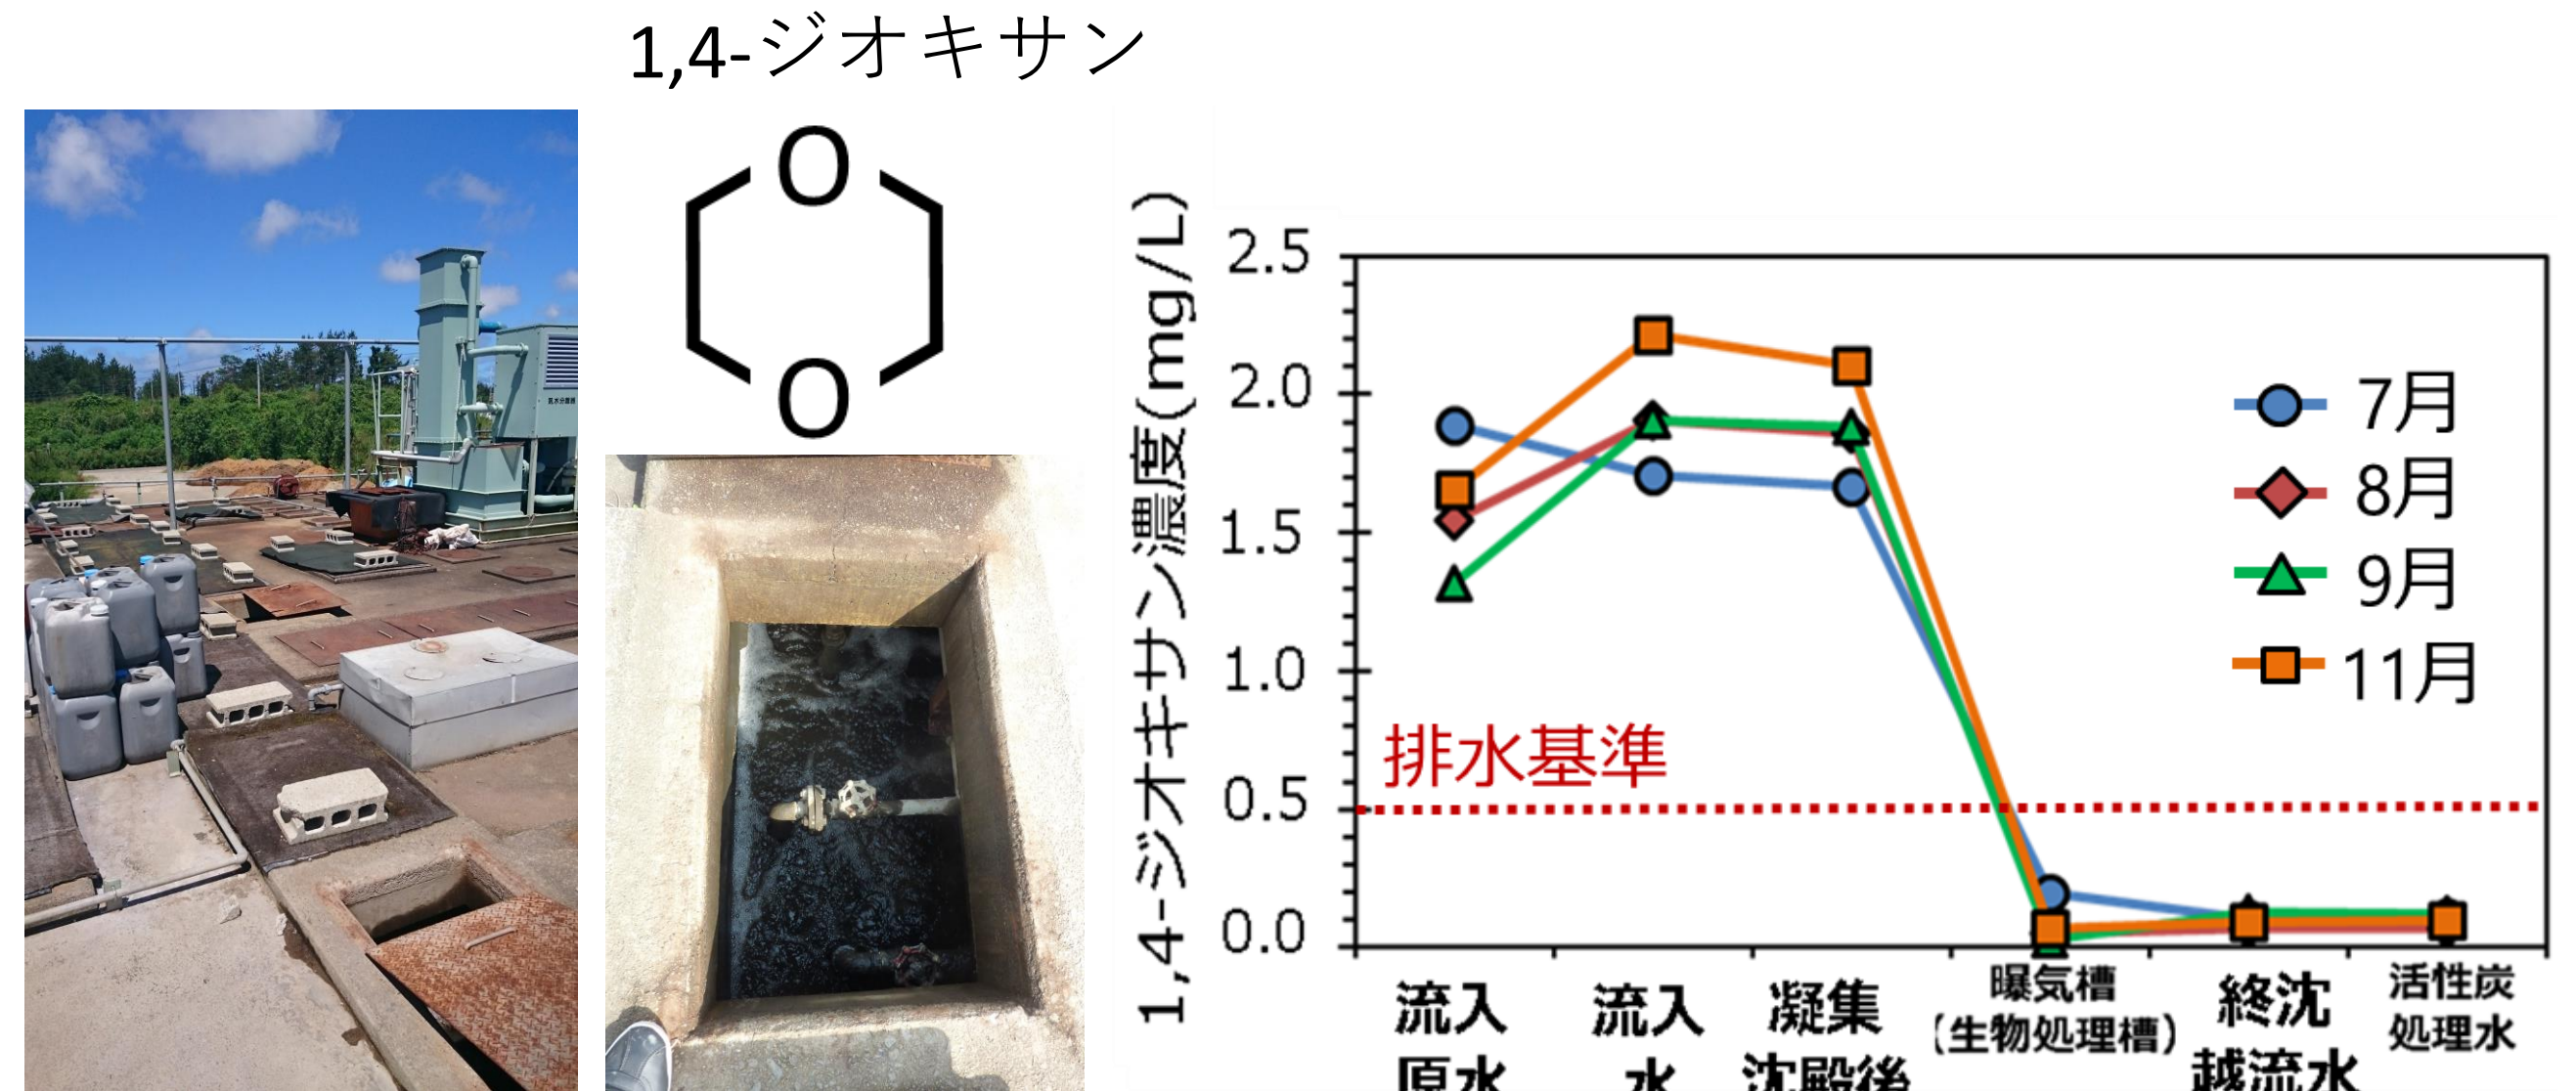 1,4-ジオキサン
O
O
1,4-ジオキサン濃度(mg/L)
2.5
2.0
1.5
1.0
0.5
0.0
排水基準
7月
8月
9月
11月
流入
原水
流入
水
凝集
沈殿後
曝気槽
(生物処理槽)
終沈
越流水
活性炭
処理水